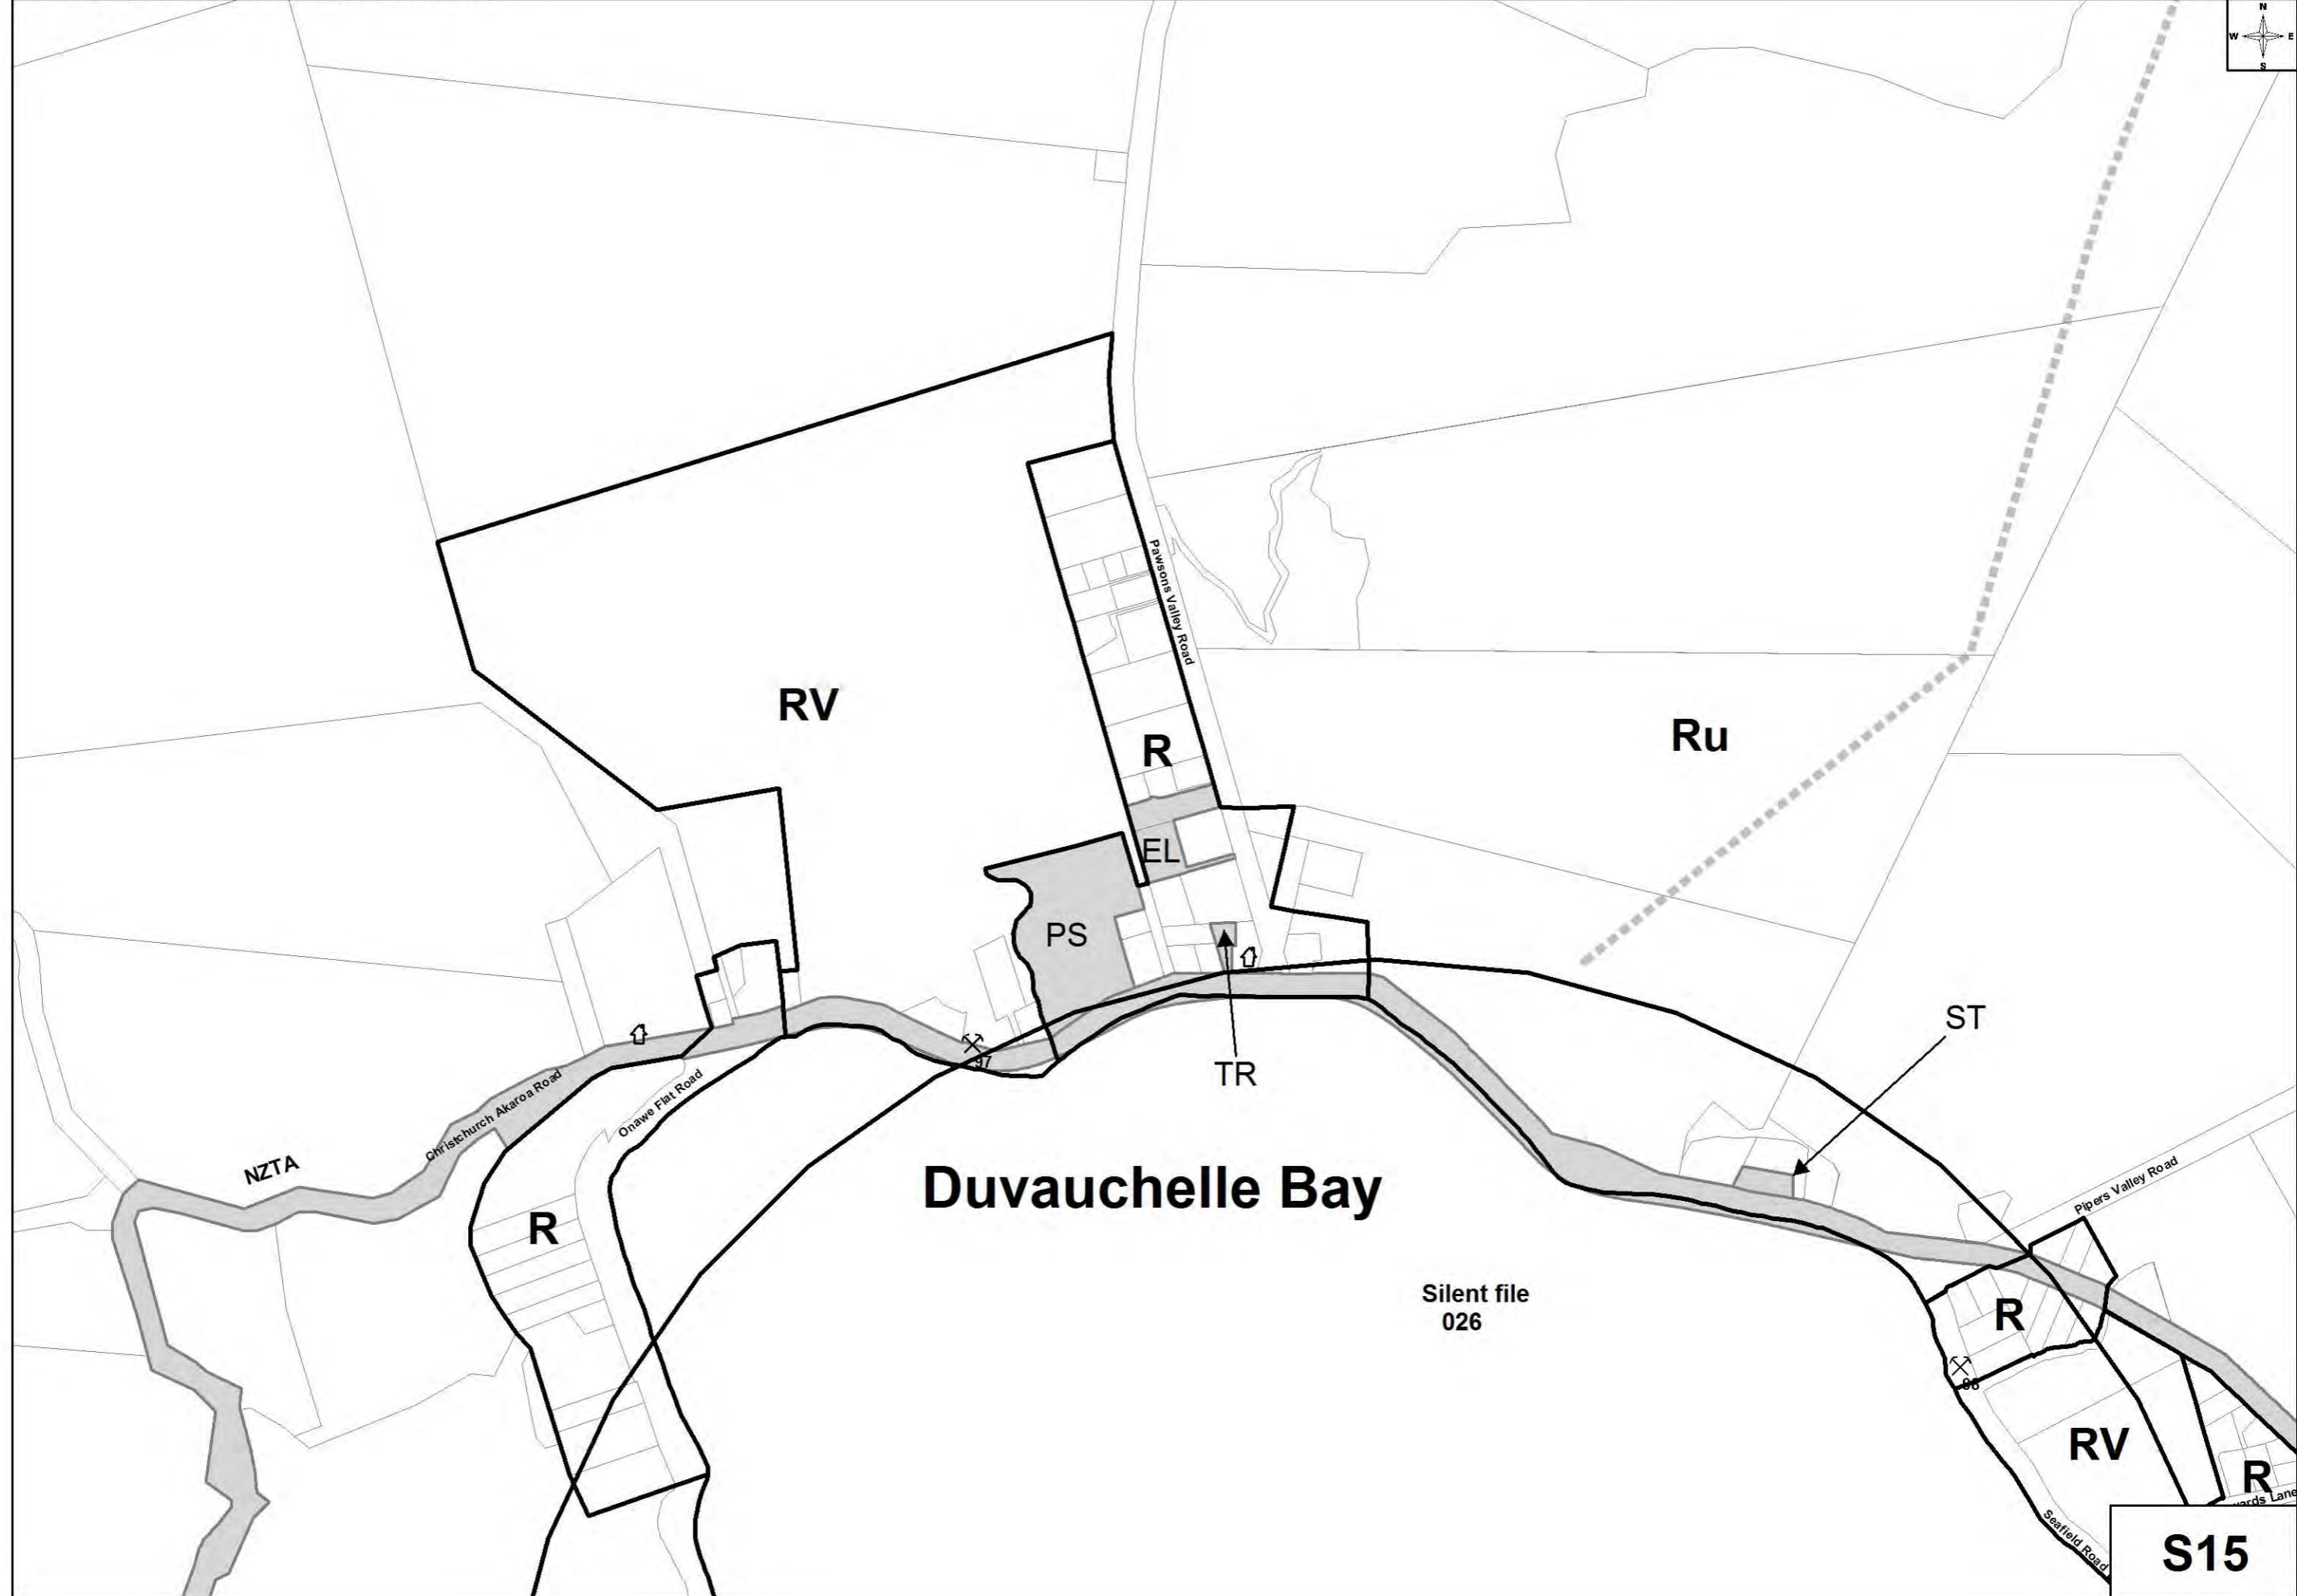 N
W E
S
Pawsons Valley Road
RV
Ru
R
EL
PS
ST
97
TR
Christchurch Akaroa Road
Onawe Flat Road
NZTA
Pipers Valley Road
Duvauchelle Bay
R
Silent file
026
R
RV
R
Seafield Road
S15